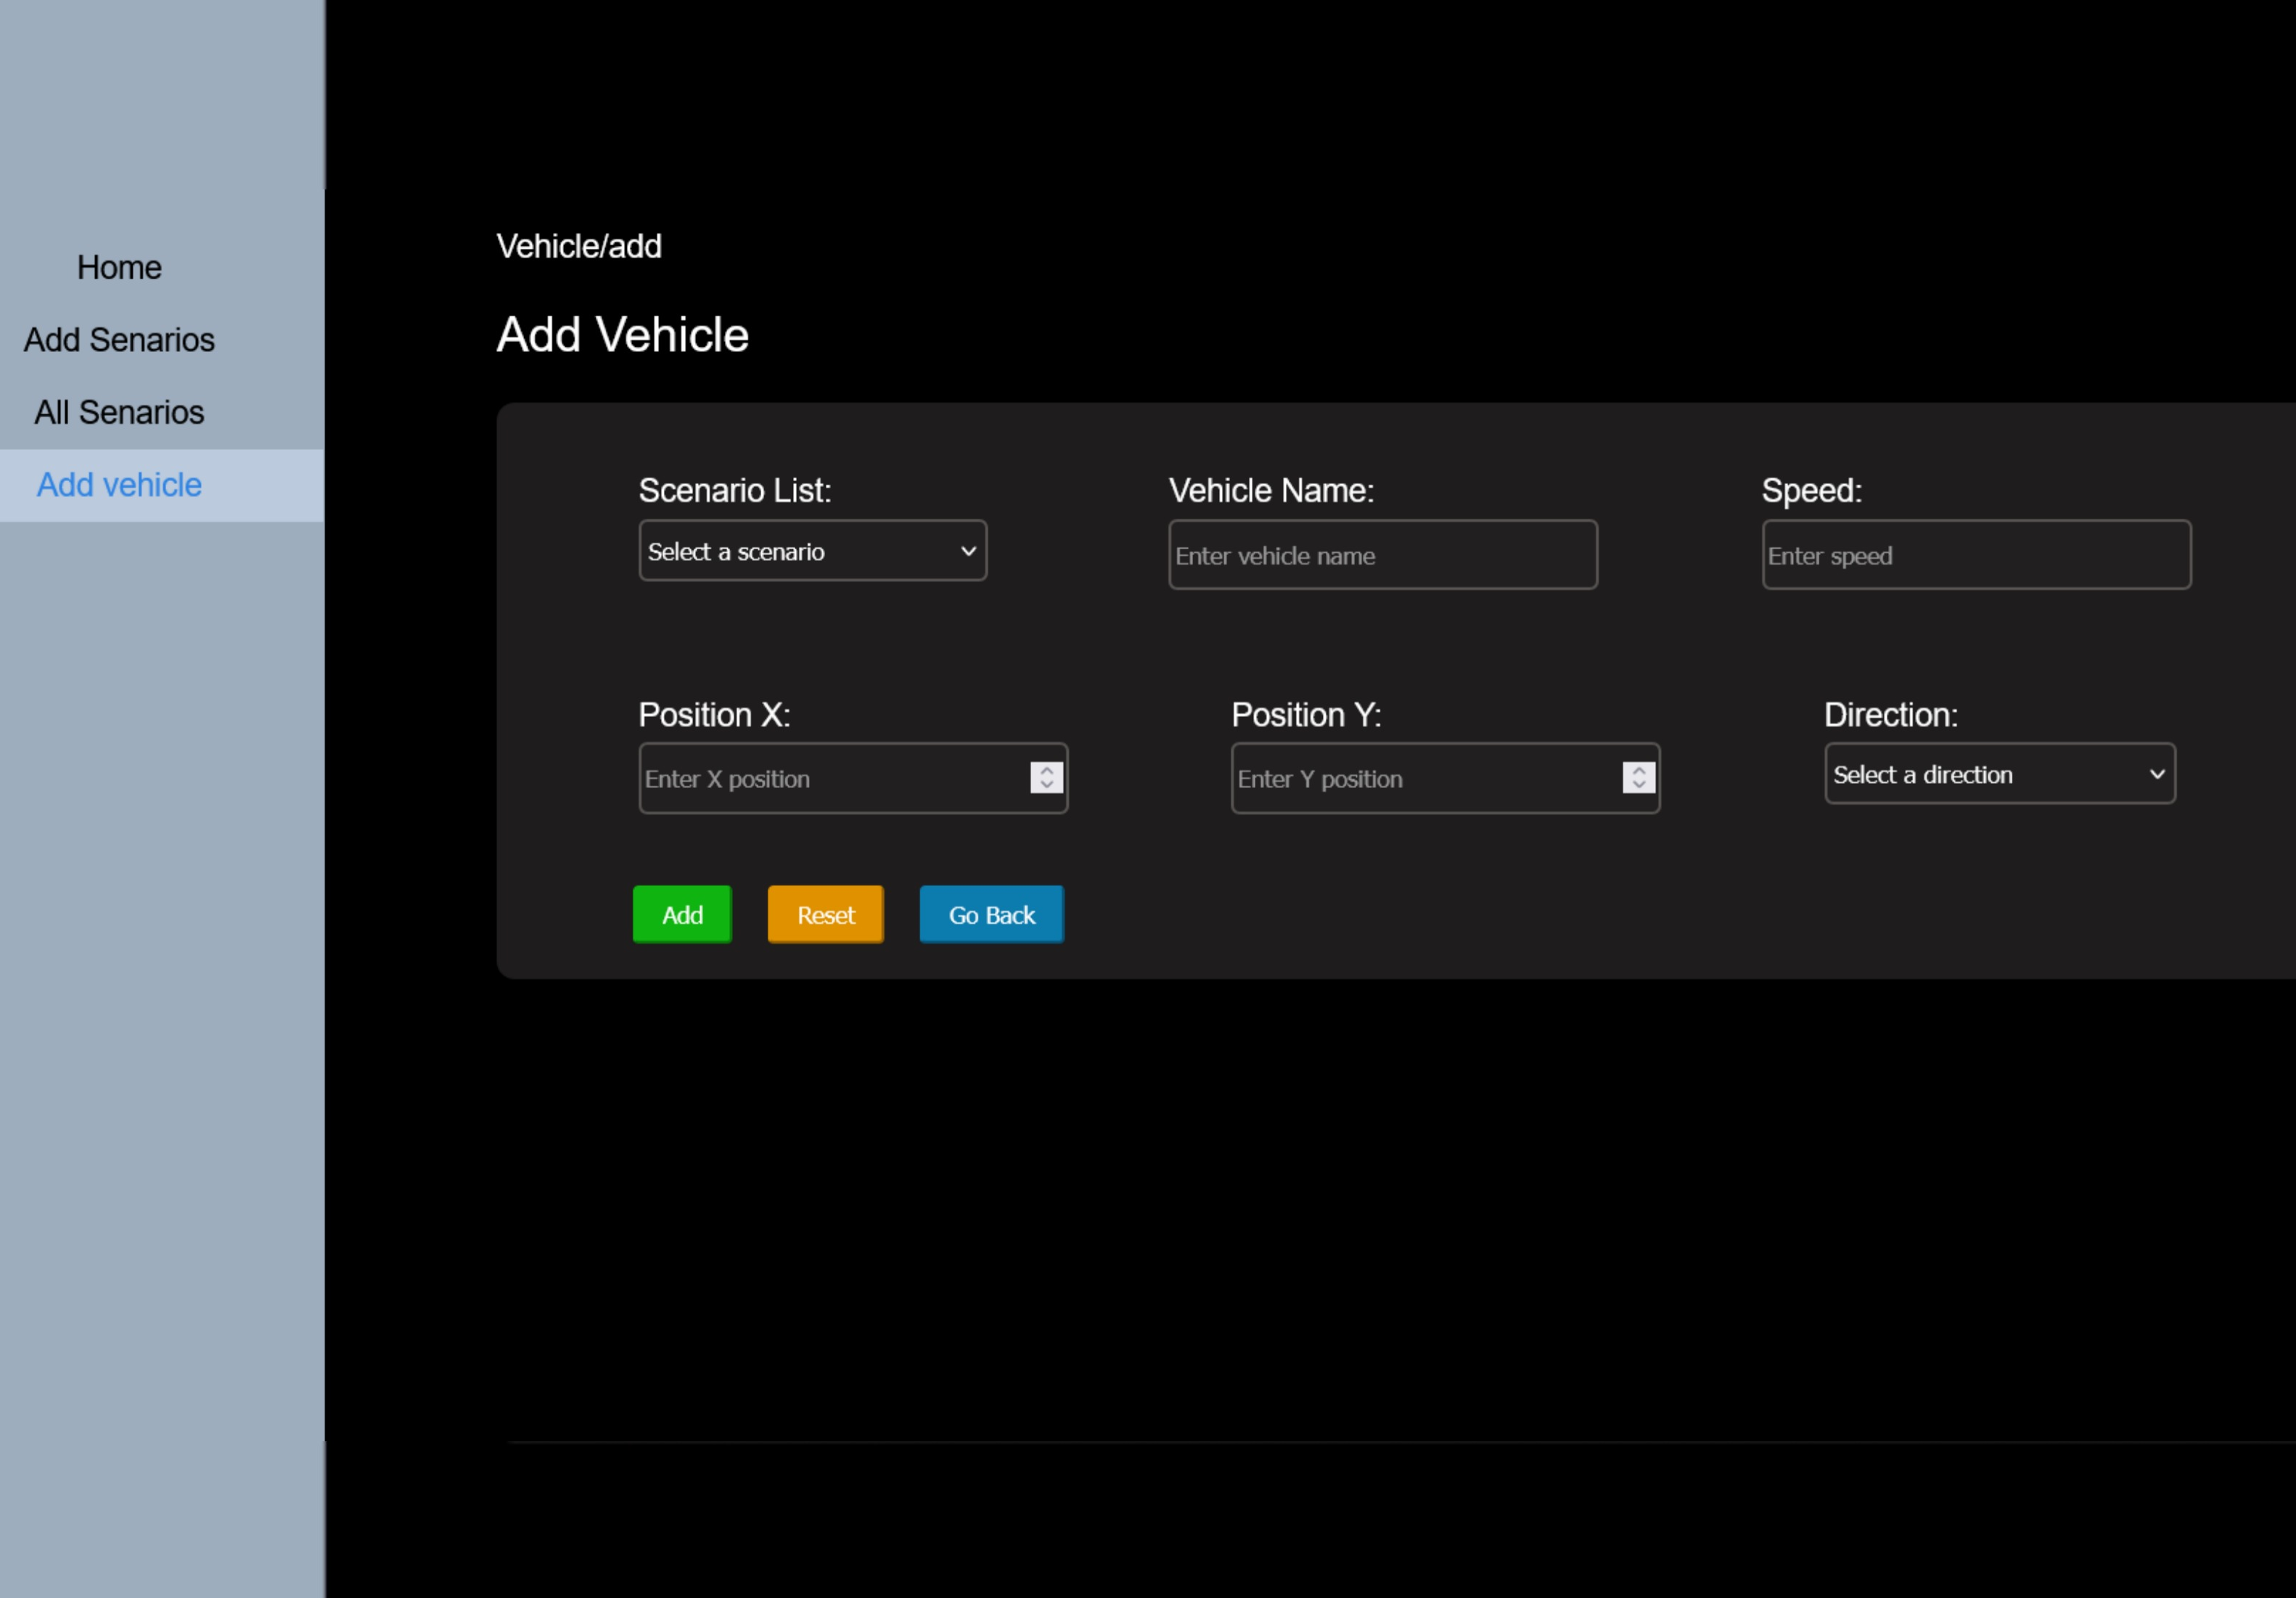 Home
Add Senarios
All Senarios
Add vehicle
Vehicle/add
Add Vehicle
Scenario List:
Select a scenario
Vehicle Name:
Enter vehicle name
Speed:
Enter speed
Position X:
Enter X position
Position Y:
Enter Y position
Direction:
Select a direction
Add
Reset
Go Back